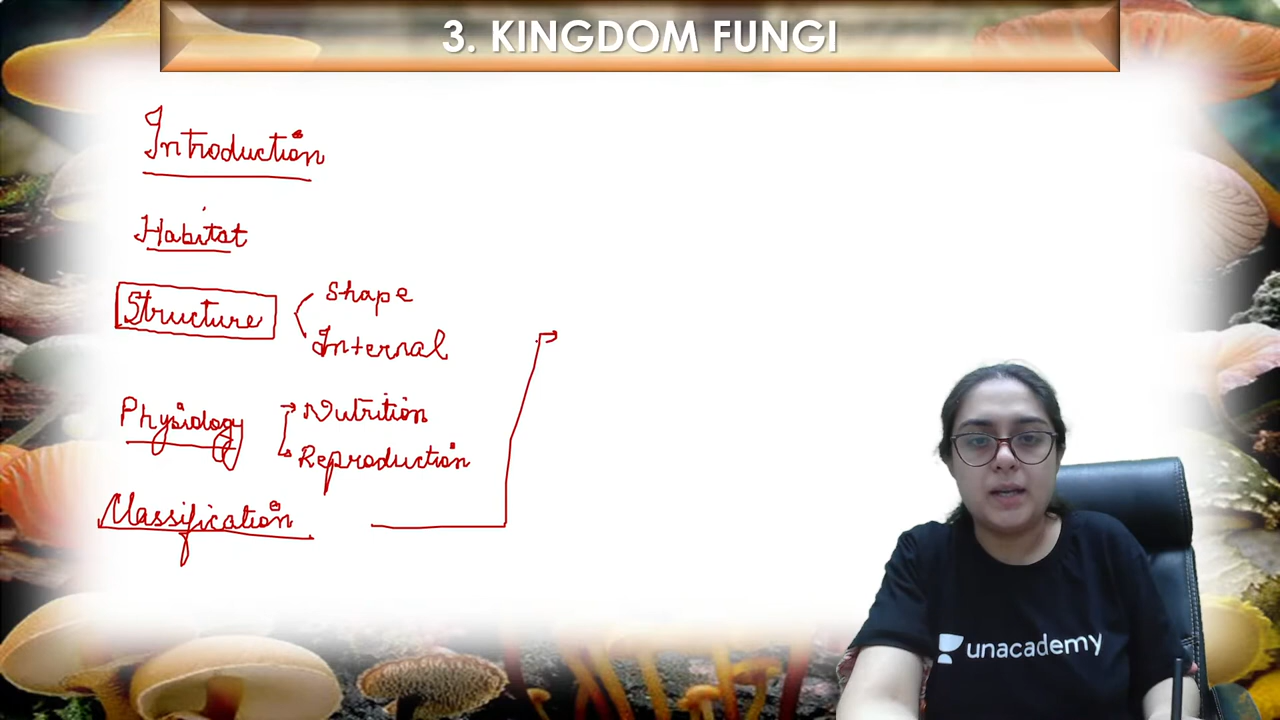 3. KINGDOM FUNGI
Introduction
Habitat
Structure
Shape
Internal
Physiology
Nutrition
Reproduction
Classification
unacademy